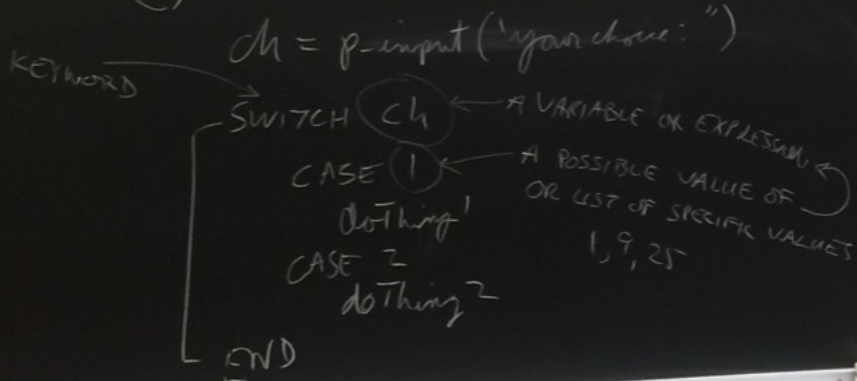 ch = p-input("your choice:")
KEYWORD
SWITCH ch
A VARIABLE OR EXPRESSION
CASE 1
A POSSIBLE VALUE OF
OR LIST OF SPECIFIC VALUES
1, 9, 25
doThing1
CASE 2
doThing2
END